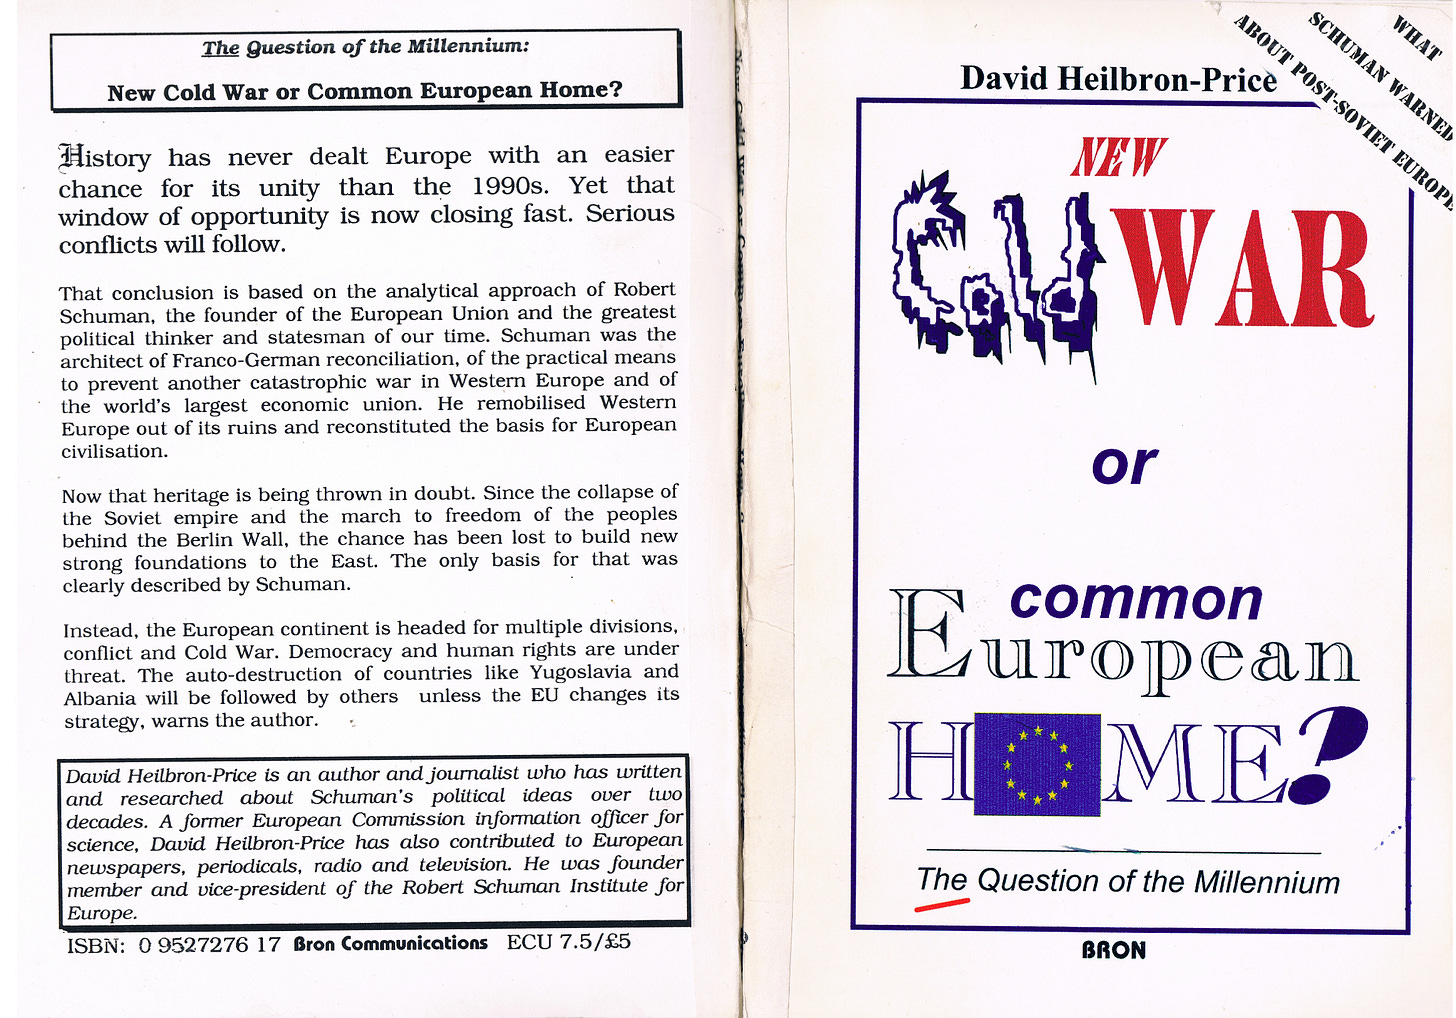 The Question of the Millennium:
New Cold War or Common European Home?
History has never dealt Europe with an easier
chance for its unity than the 1990s. Yet that
window of opportunity is now closing fast. Serious
conflicts will follow.
That conclusion is based on the analytical approach of Robert
Schuman, the founder of the European Union and the greatest
political thinker and statesman of our time. Schuman was the
architect of Franco-German reconciliation, of the practical means
to prevent another catastrophic war in Western Europe and of
the world's largest economic union. He remobilised Western
Europe out of its ruins and reconstituted the basis for European
civilisation.
Now that heritage is being thrown in doubt. Since the collapse of
the Soviet empire and the march to freedom of the peoples
behind the Berlin Wall, the chance has been lost to build new
strong foundations to the East. The only basis for that was
clearly described by Schuman.
Instead, the European continent is headed for multiple divisions,
conflict and Cold War. Democracy and human rights are under
threat. The auto-destruction of countries like Yugoslavia and
Albania will be followed by others unless the EU changes its
strategy, warns the author.
David Heilbron-Price is an author and journalist who has written
and researched about Schuman's political ideas over two
decades. A former European Commission information officer for
science, David Heilbron-Price has also contributed to European
newspapers, periodicals, radio and television. He was founder
member and vice-president of the Robert Schuman Institute for
Europe.
ISBN: 0 9527276 17 Bron Communications ECU 7.5/£5
David Heilbron-Price
WHAT
SCHUMAN WARNED
ABOUT POST-SOVIET EUROPE
NEW
Cold WAR
or
common
European
HOME?
The Question of the Millennium
BRON